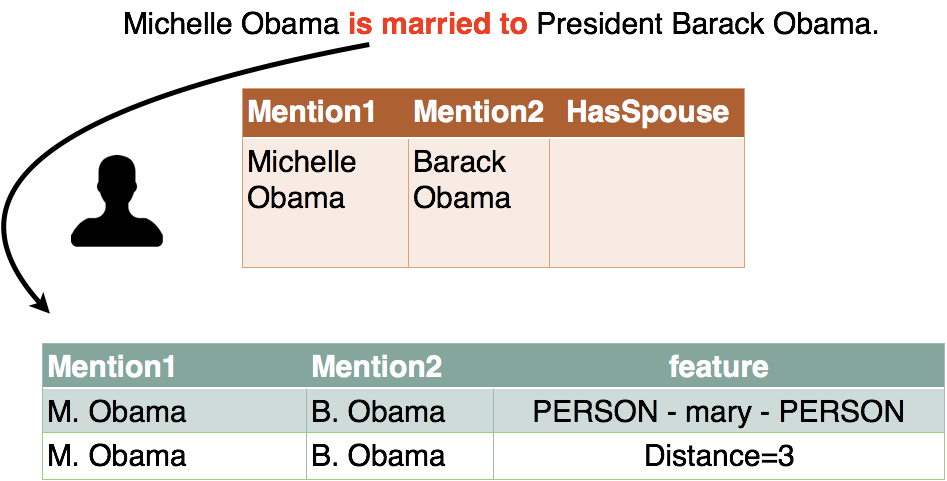 Michelle Obama is married to President Barack Obama.
Mention1 Mention2 HasSpouse
Michelle Barack
Obama Obama
Mention1 Mention2 feature
M. Obama B. Obama PERSON - mary - PERSON
M. Obama B. Obama Distance=3